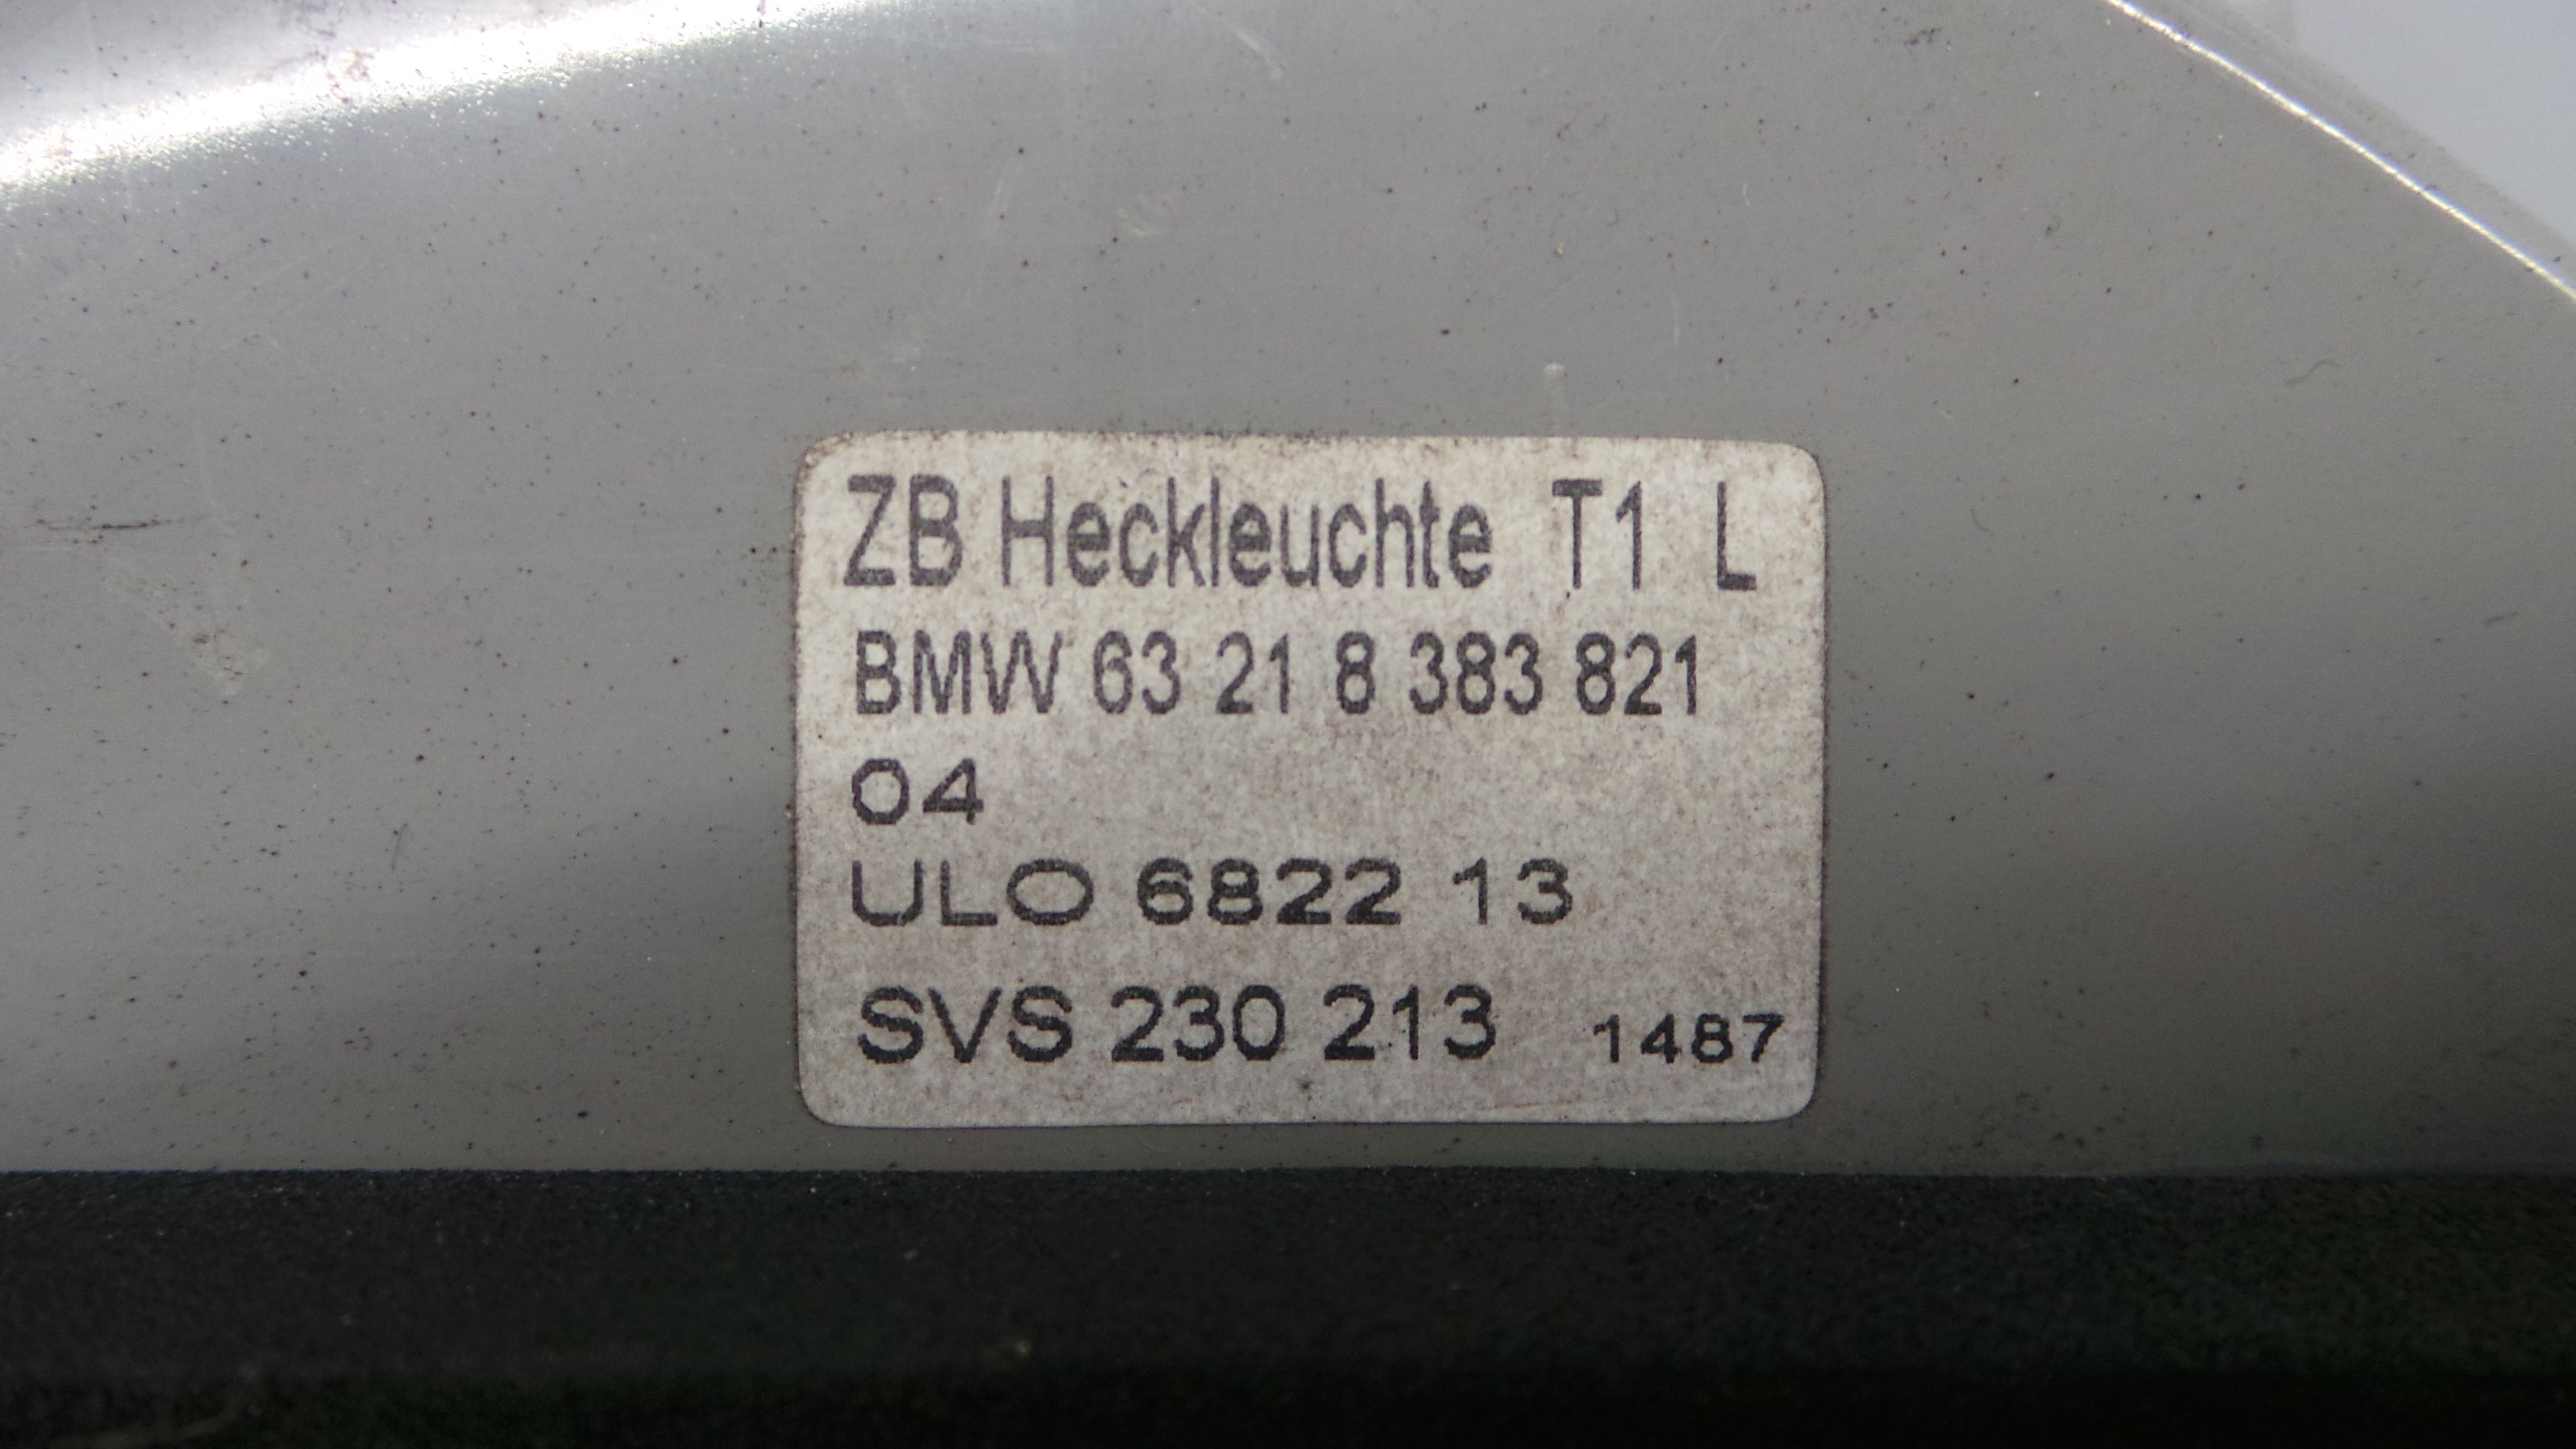 ZB Heckleuchte T1 L
BMW 63 21 8 383 821
04
ULO 6822 13
SVS 230 213 1487